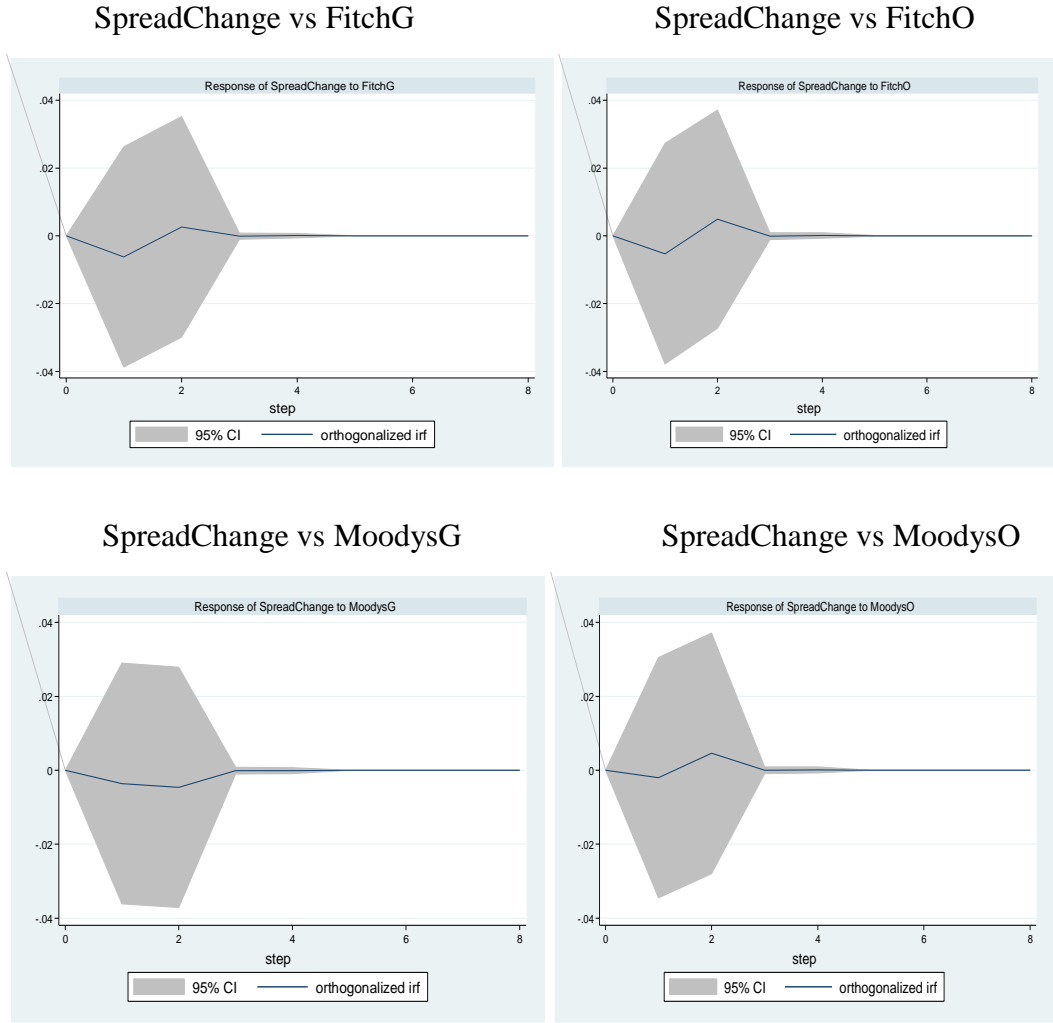 SpreadChange vs FitchG
SpreadChange vs FitchO
Response of SpreadChange to FitchG
.04
.02
0
-.02
-.04
0 2 4 6 8
step
95% CI orthogonalized irf
Response of SpreadChange to FitchO
.04
.02
0
-.02
-.04
0 2 4 6 8
step
95% CI orthogonalized irf
SpreadChange vs MoodysG
SpreadChange vs MoodysO
Response of SpreadChange to MoodysG
.04
.02
0
-.02
-.04
0 2 4 6 8
step
95% CI orthogonalized irf
Response of SpreadChange to MoodysO
.04
.02
0
-.02
-.04
0 2 4 6 8
step
95% CI orthogonalized irf